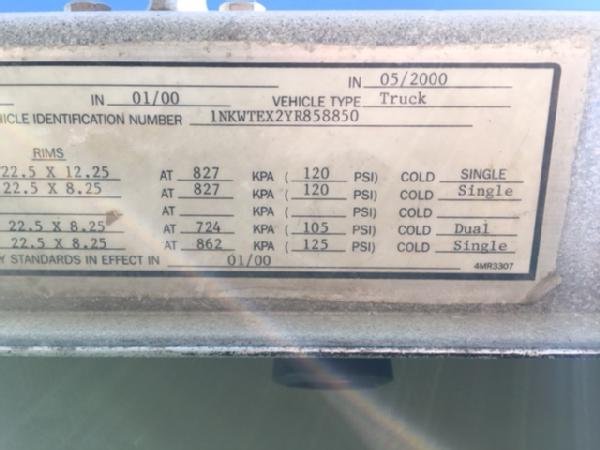 IN 05/2000
IN 01/00 VEHICLE TYPE Truck
HICLE IDENTIFICATION NUMBER 1NKWTEX2YR858850
RIMS
22.5 X 12.25 AT 827 KPA ( 120 PSI) COLD SINGLE
22.5 X 8.25 AT 827 KPA ( 120 PSI) COLD Single
AT KPA ( PSI) COLD
22.5 X 8.25 AT 724 KPA ( 105 PSI) COLD Dual
22.5 X 8.25 AT 862 KPA ( 125 PSI) COLD Single
Y STANDARDS IN EFFECT IN 01/00
4MR3307